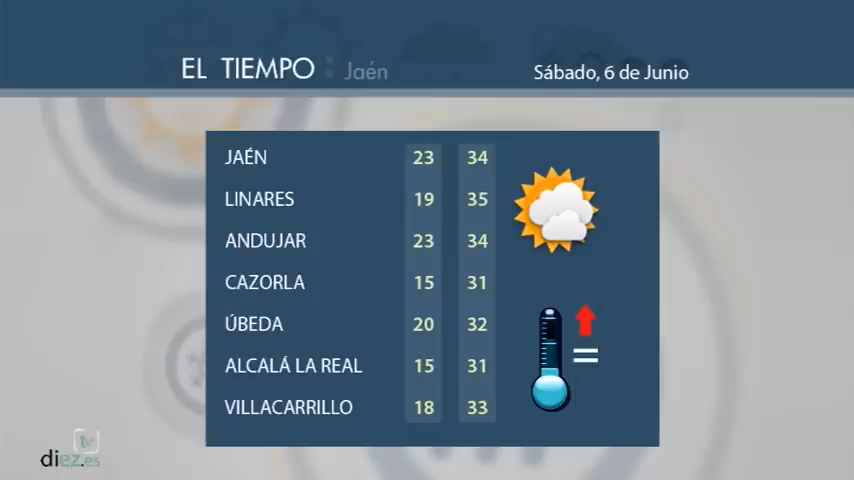 EL TIEMPO : Jaén
Sábado, 6 de Junio
JAÉN 23 34
LINARES 19 35
ANDUJAR 23 34
CAZORLA 15 31
ÚBEDA 20 32
ALCALÁ LA REAL 15 31
VILLACARRILLO 18 33
tv
diez.es